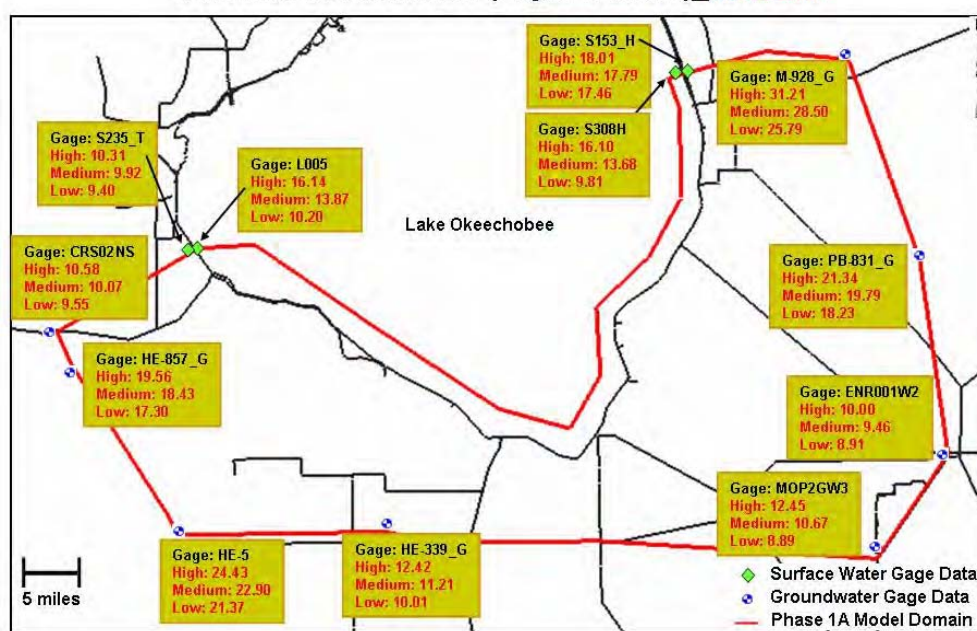 Gage: S153_H
High: 18.01
Medium: 17.79
Low: 17.46
Gage: M-928_G
High: 31.21
Medium: 28.50
Low: 25.79
Gage: S308H
High: 16.10
Medium: 13.68
Low: 9.81
Gage: S235_T
High: 10.31
Medium: 9.92
Low: 9.40
Gage: L005
High: 16.14
Medium: 13.87
Low: 10.20
Lake Okeechobee
Gage: CRS02NS
High: 10.58
Medium: 10.07
Low: 9.55
Gage: PB-831_G
High: 21.34
Medium: 19.79
Low: 18.23
Gage: HE-857_G
High: 19.56
Medium: 18.43
Low: 17.30
Gage: ENR001W2
High: 10.00
Medium: 9.46
Low: 8.91
Gage: MOP2GW3
High: 12.45
Medium: 10.67
Low: 8.89
Gage: HE-5
High: 24.43
Medium: 22.90
Low: 21.37
Gage: HE-339_G
High: 12.42
Medium: 11.21
Low: 10.01
5 miles
Surface Water Gage Data
Groundwater Gage Data
Phase 1A Model Domain